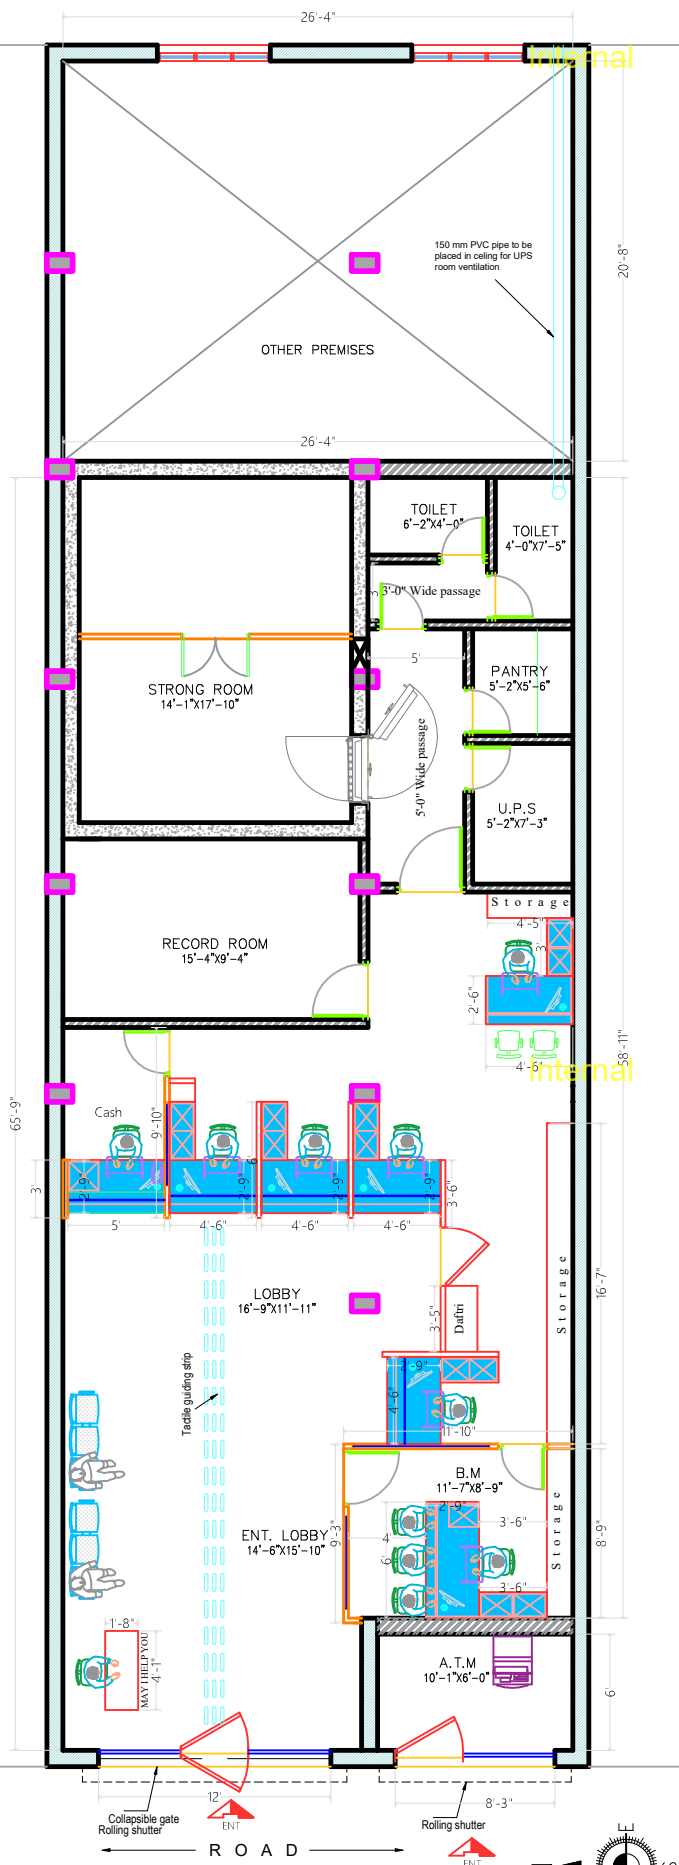 26'-4"
Internal
150 mm PVC pipe to be
placed in celing for UPS
room ventilation
20'-8"
OTHER PREMISES
26'-4"
TOILET
6'-2"X4'-0"
TOILET
4'-0"X7'-5"
3'
3'-0" Wide passage
5'
PANTRY
5'-2"X5'-6"
STRONG ROOM
14'-1"X17'-10"
5'-0" Wide passage
U.P.S
5'-2"X7'-3"
Storage
4'-5"
3'
RECORD ROOM
15'-4"X9'-4"
2'-6"
58'-11"
4'-6"
Internal
65'-9"
Cash
9'-10"
6'
3'
2'-9"
2'-9"
2'-9"
2'-9"
3'-6"
5'
4'-6"
4'-6"
4'-6"
LOBBY
16'-9"X11'-11"
Storage
16'-7"
3'-5"
Daftri
Tactile guiding strip
2'-9"
4'-6"
11'-10"
B.M
11'-7"X8'-9"
2'-9"
3'-6"
Storage
ENT. LOBBY
14'-6"X15'-10"
9'-3"
4'
6'
8'-9"
3'-6"
1'-8"
MAY I HELP YOU
4'-1"
A.T.M
10'-1"X6'-0"
6'
12'
8'-3"
Collapsible gate
Rolling shutter
ENT
Rolling shutter
ROAD
ENT
E